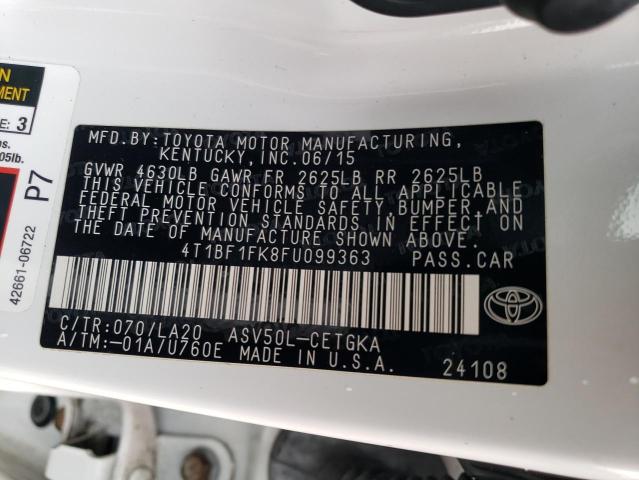 MFD.BY:TOYOTA MOTOR MANUFACTURING,
KENTUCKY, INC. 06/15
GVWR 4630LB GAWR FR 2625LB RR 2625LB
THIS VEHICLE CONFORMS TO ALL APPLICABLE
FEDERAL MOTOR VEHICLE SAFETY, BUMPER AND
THEFT PREVENTION STANDARDS IN EFFECT ON
THE DATE OF MANUFACTURE SHOWN ABOVE.
4T1BF1FK8FU099363 PASS.CAR
C/TR:070/LA20 ASV50L-CETGKA
A/TM:-01A/U760E MADE IN U.S.A. 24108
E: 3
05lb.
P7
42661-06722